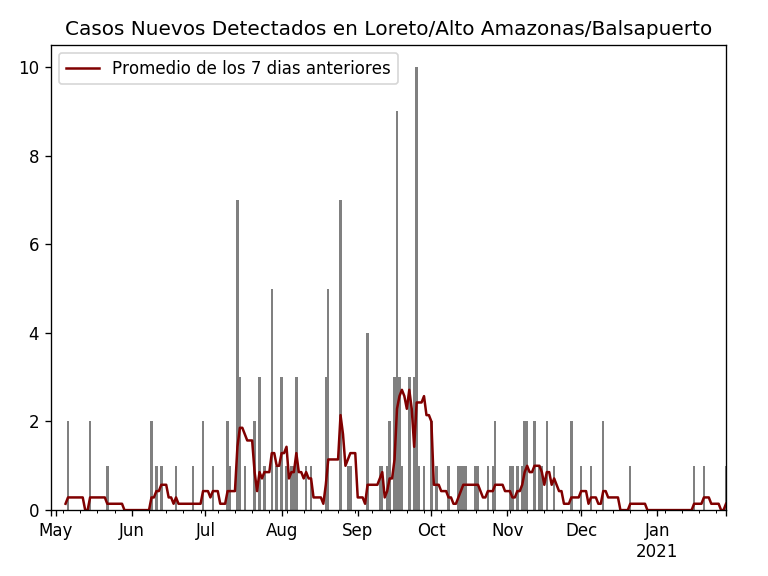 Casos Nuevos Detectados en Loreto/Alto Amazonas/Balsapuerto
Promedio de los 7 dias anteriores
10
8
6
4
2
0
May Jun Jul Aug Sep Oct Nov Dec Jan
2021